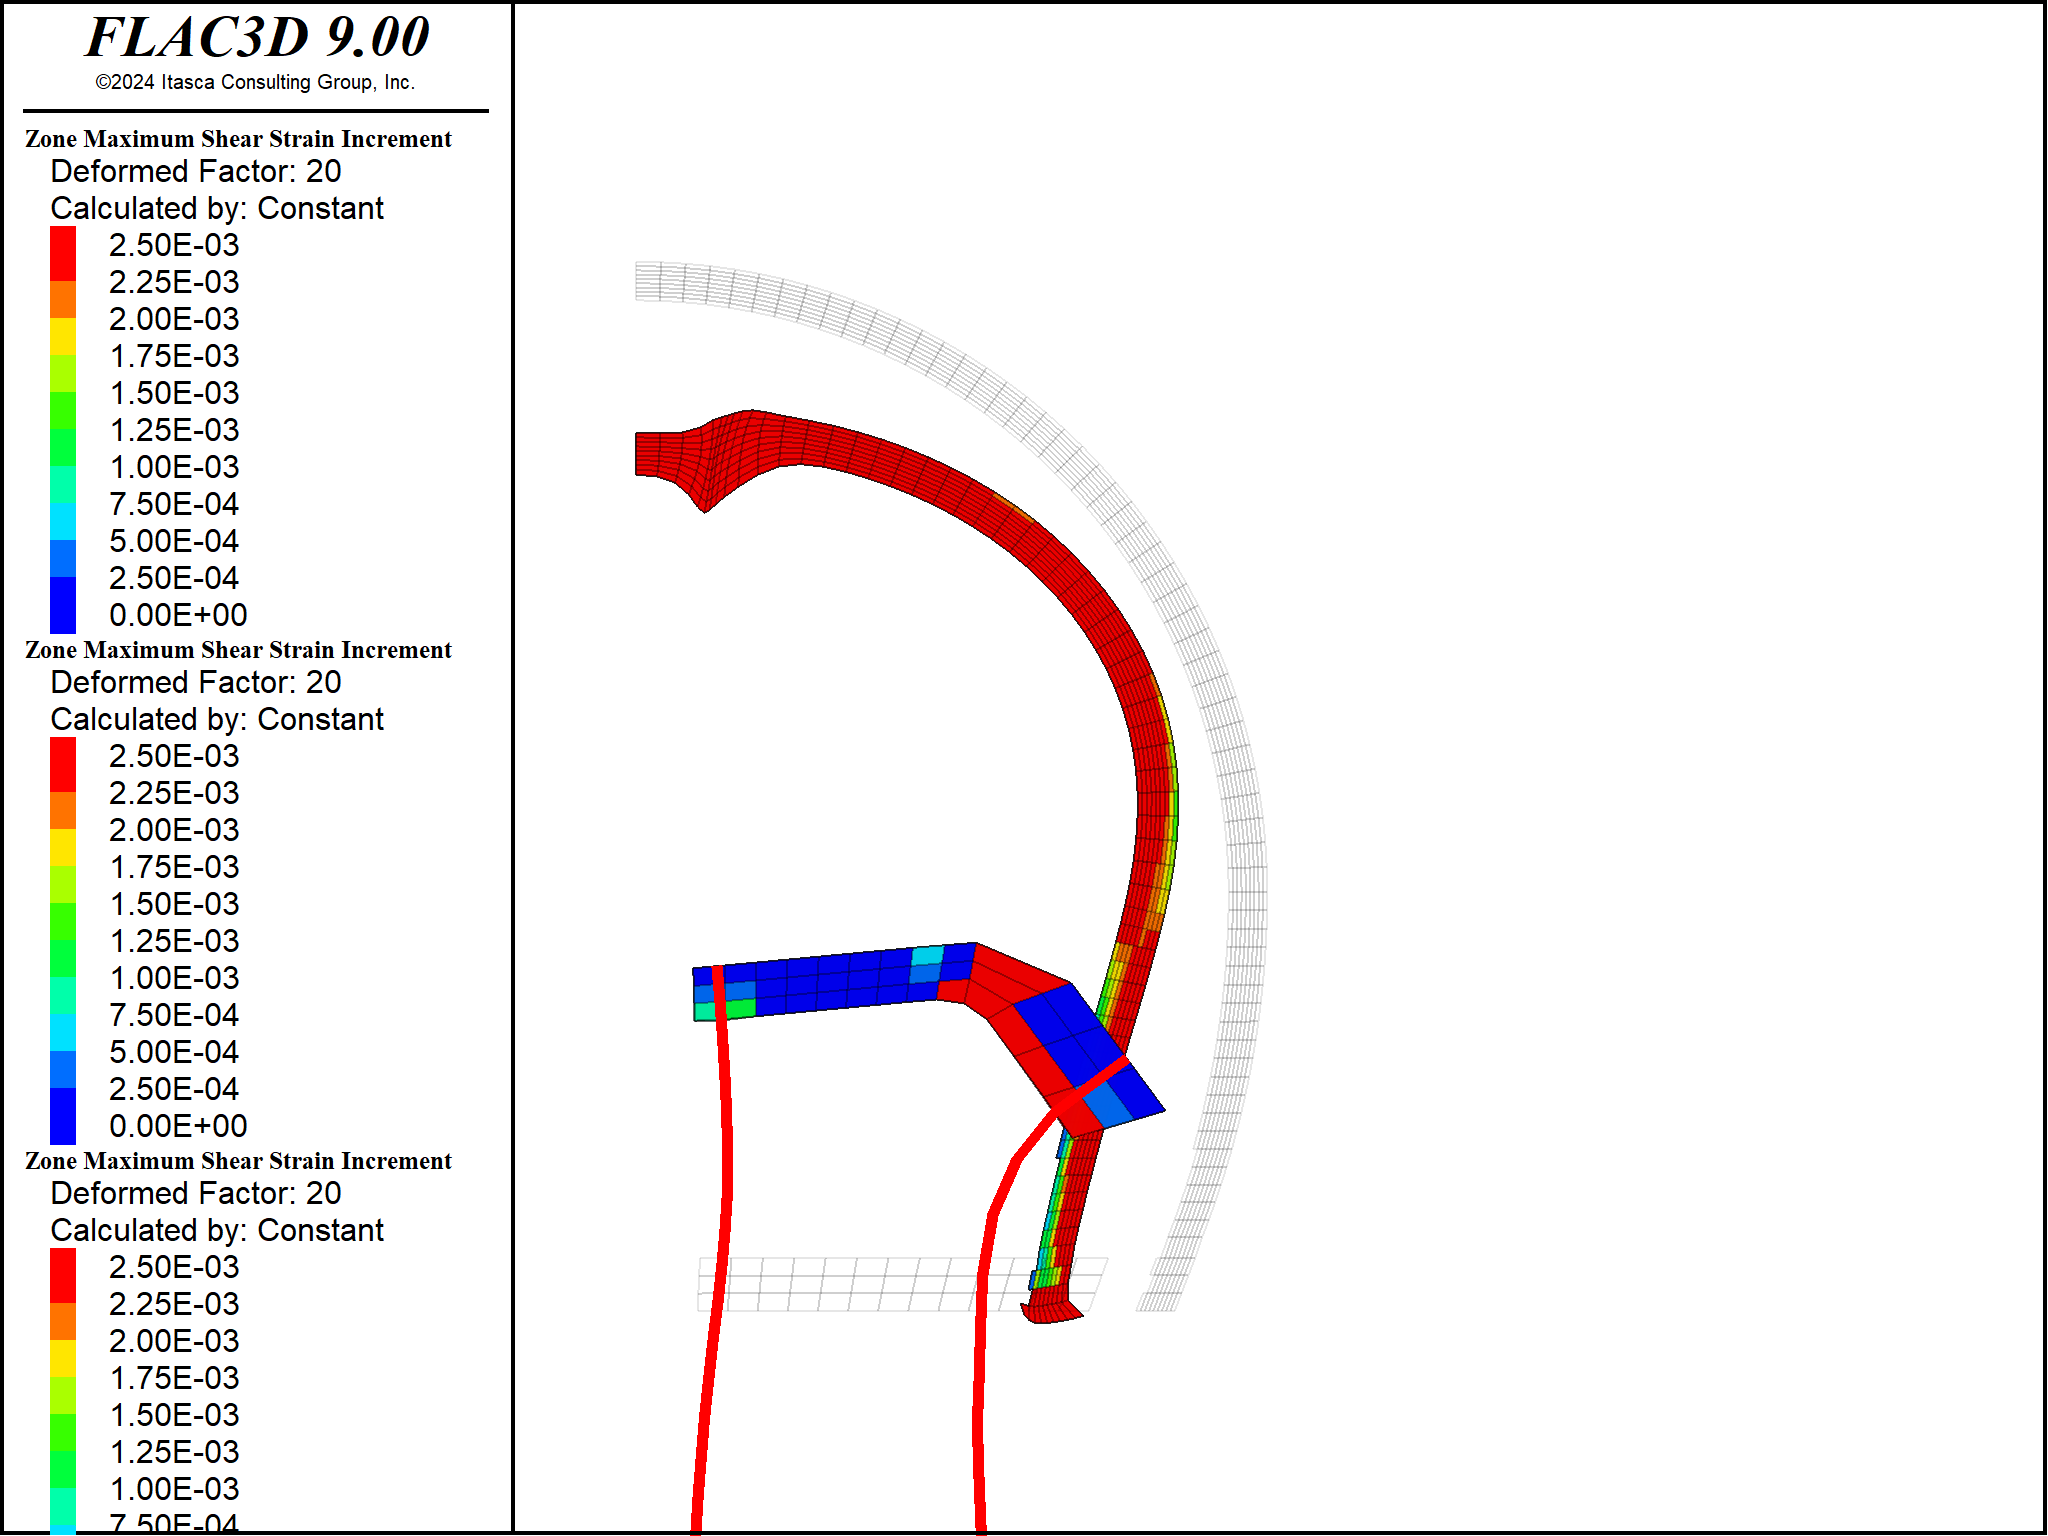 FLAC3D 9.00
©2024 Itasca Consulting Group, Inc.
Zone Maximum Shear Strain Increment
Deformed Factor: 20
Calculated by: Constant
2.50E-03
2.25E-03
2.00E-03
1.75E-03
1.50E-03
1.25E-03
1.00E-03
7.50E-04
5.00E-04
2.50E-04
0.00E+00
Zone Maximum Shear Strain Increment
Deformed Factor: 20
Calculated by: Constant
2.50E-03
2.25E-03
2.00E-03
1.75E-03
1.50E-03
1.25E-03
1.00E-03
7.50E-04
5.00E-04
2.50E-04
0.00E+00
Zone Maximum Shear Strain Increment
Deformed Factor: 20
Calculated by: Constant
2.50E-03
2.25E-03
2.00E-03
1.75E-03
1.50E-03
1.25E-03
1.00E-03
7.50E-04